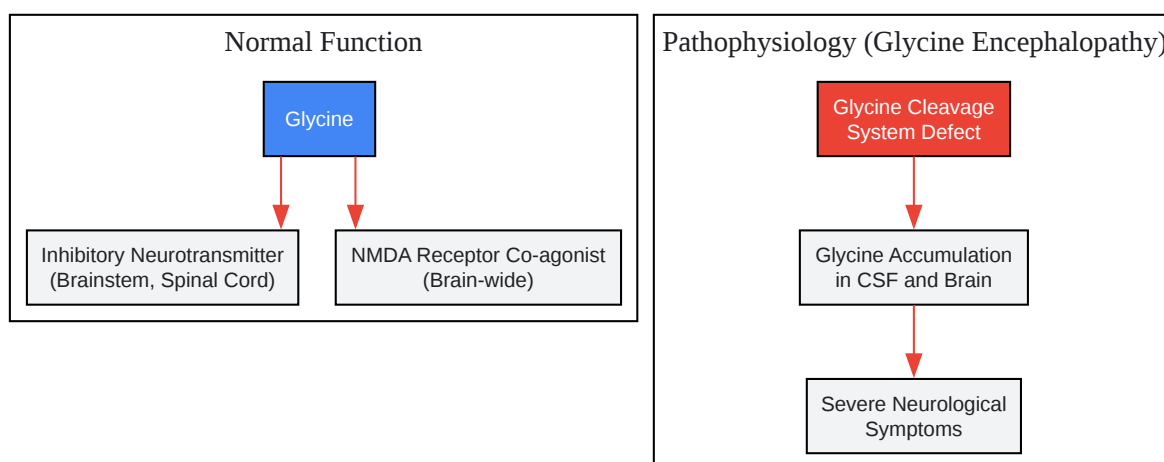 Normal Function
Glycine
Inhibitory Neurotransmitter
(Brainstem, Spinal Cord)
NMDA Receptor Co-agonist
(Brain-wide)
Pathophysiology (Glycine Encephalopathy)
Glycine Cleavage
System Defect
Glycine Accumulation
in CSF and Brain
Severe Neurological
Symptoms